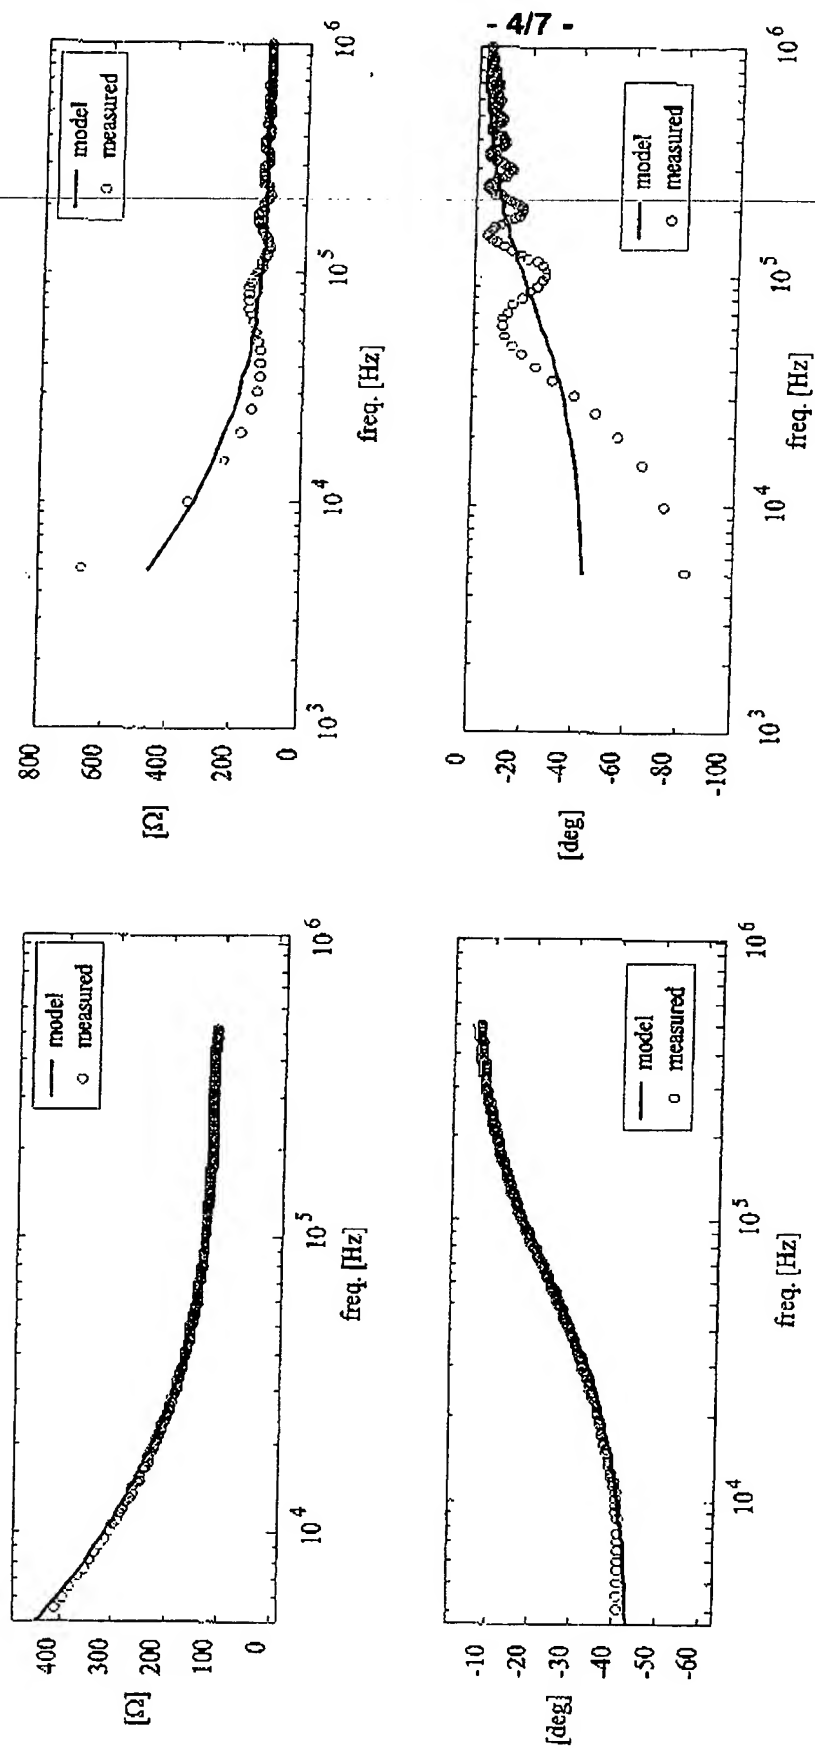 - 4/7 -
[Ω]
400
300
200
100
0
10⁴
10⁵
10⁶
freq. [Hz]
model
measured
[Ω]
800
600
400
200
0
10³
10⁴
10⁵
10⁶
freq. [Hz]
model
measured
[deg]
-10
-20
-30
-40
-50
-60
10⁴
10⁵
10⁶
freq. [Hz]
model
measured
[deg]
0
-20
-40
-60
-80
-100
10³
10⁴
10⁵
10⁶
freq. [Hz]
model
measured